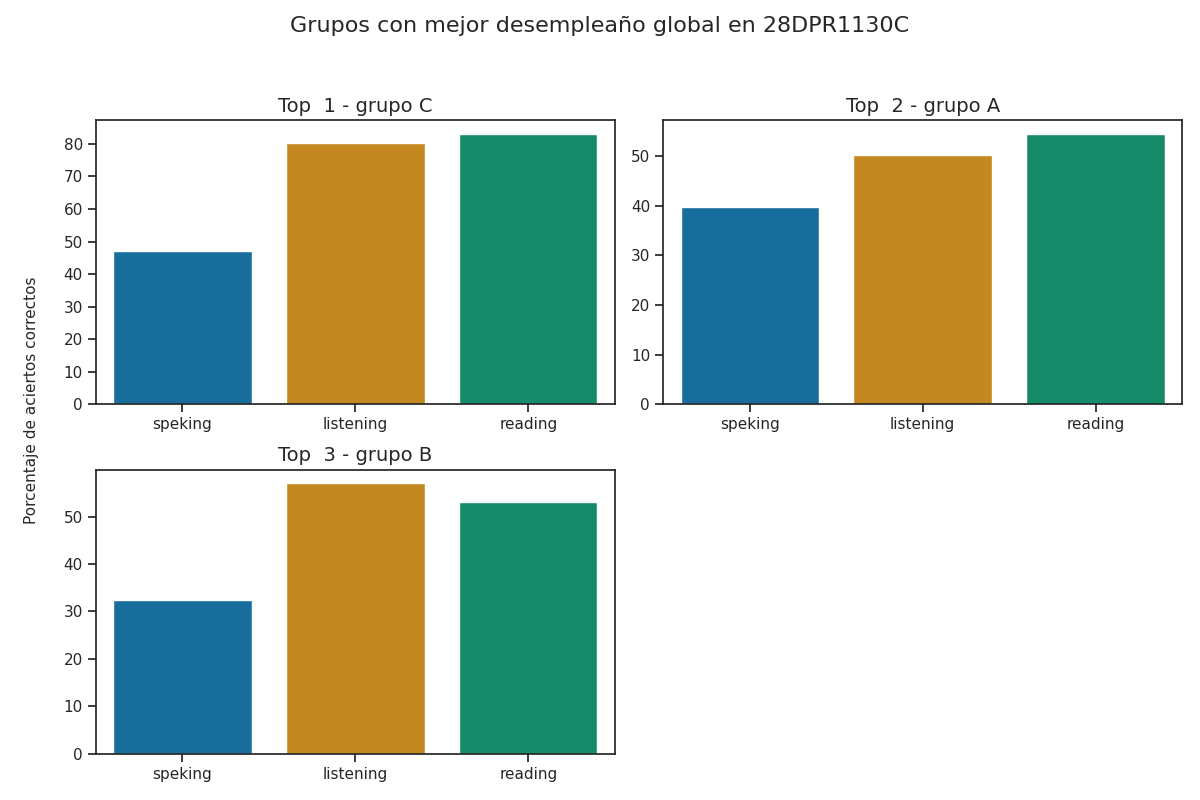 Grupos con mejor desempleaño global en 28DPR1130C
Porcentaje de aciertos correctos
Top  1 - grupo C
80
70
60
50
40
30
20
10
0
speking listening reading
Top  2 - grupo A
50
40
30
20
10
0
speking listening reading
Top  3 - grupo B
50
40
30
20
10
0
speking listening reading